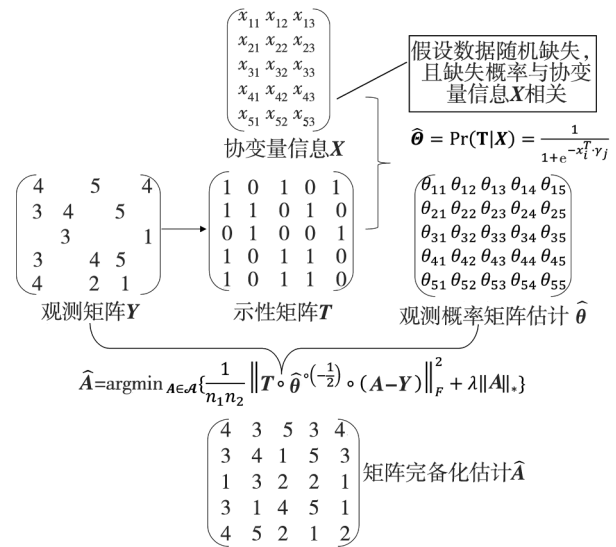 x₁₁ x₁₂ x₁₃
x₂₁ x₂₂ x₂₃
x₃₁ x₃₂ x₃₃
x₄₁ x₄₂ x₄₃
x₅₁ x₅₂ x₅₃
协变量信息X
假设数据随机缺失，
且缺失概率与协变
量信息X相关
Θ̂ = Pr(T|X) = 1/(1+e^(−x_i^T·γ_j))
4 5 4
3 4 5
3 1
3 4 5
4 2 1
观测矩阵Y
1 0 1 0 1
1 1 0 1 0
0 1 0 0 1
1 0 1 1 0
1 0 1 1 0
示性矩阵T
θ₁₁ θ₁₂ θ₁₃ θ₁₄ θ₁₅
θ₂₁ θ₂₂ θ₂₃ θ₂₄ θ₂₅
θ₃₁ θ₃₂ θ₃₃ θ₃₄ θ₃₅
θ₄₁ θ₄₂ θ₄₃ θ₄₄ θ₄₅
θ₅₁ θ₅₂ θ₅₃ θ₅₄ θ₅₅
观测概率矩阵估计 θ̂
Â=argmin_{A∈𝒜}{1/(n₁n₂) ‖T∘θ̂^{∘(−1/2)}∘(A−Y)‖²_F+λ‖A‖_*}
4 3 5 3 4
3 4 1 5 3
1 3 2 2 1
3 1 4 5 1
4 5 2 1 2
矩阵完备化估计Â